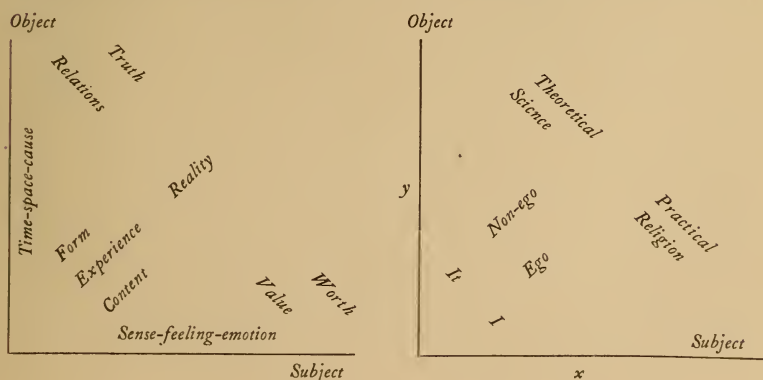 Object
Truth
Relations
Time-space-cause
Reality
Form
Experience
Content
Value
Worth
Sense-feeling-emotion
Subject
Object
Theoretical
Science
y
Non-ego
Practical
Religion
Ego
It
I
Subject
x